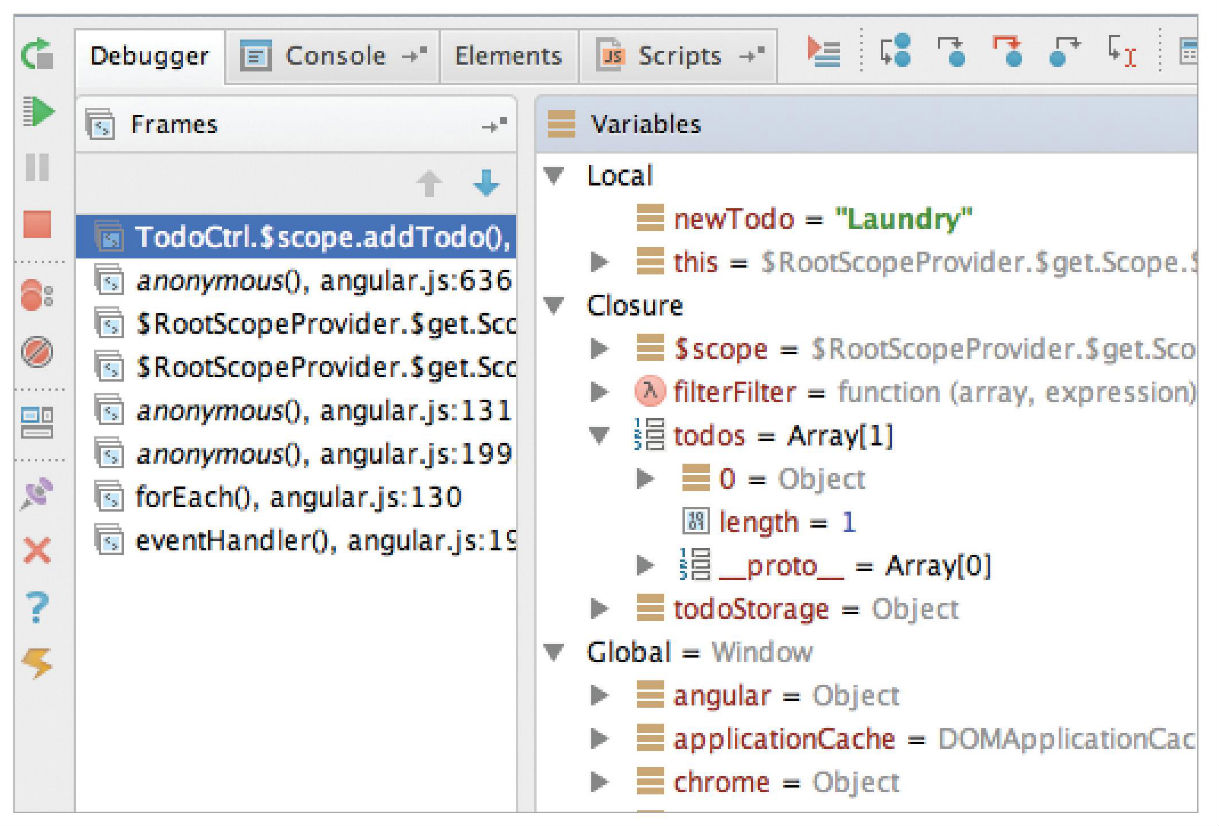 Debugger Console Elements JS Scripts
Frames
TodoCtrl.$scope.addTodo(),
anonymous(), angular.js:636
$RootScopeProvider.$get.Sco
$RootScopeProvider.$get.Sco
anonymous(), angular.js:131
anonymous(), angular.js:199
forEach(), angular.js:130
eventHandler(), angular.js:19
Variables
Local
newTodo = "Laundry"
this = $RootScopeProvider.$get.Scope.$
Closure
$scope = $RootScopeProvider.$get.Sco
λ filterFilter = function (array, expression)
todos = Array[1]
0 = Object
length = 1
__proto__ = Array[0]
todoStorage = Object
Global = Window
angular = Object
applicationCache = DOMApplicationCac
chrome = Object